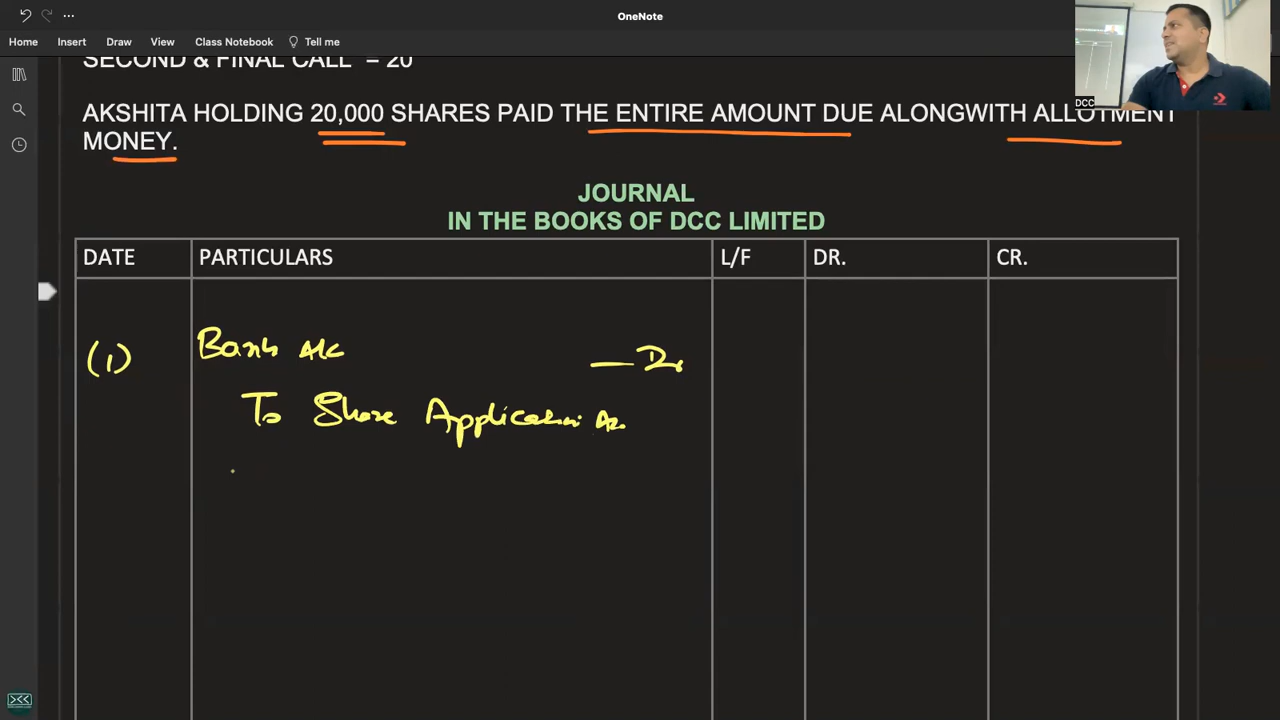 OneNote
Home Insert Draw View Class Notebook Tell me
SECOND & FINAL CALL – 20
AKSHITA HOLDING 20,000 SHARES PAID THE ENTIRE AMOUNT DUE ALONGWITH ALLOTMENT
MONEY.
JOURNAL
IN THE BOOKS OF DCC LIMITED
DATE PARTICULARS L/F DR. CR.
(1) Bank A/c — Dr
To Share Application A/c
DCC